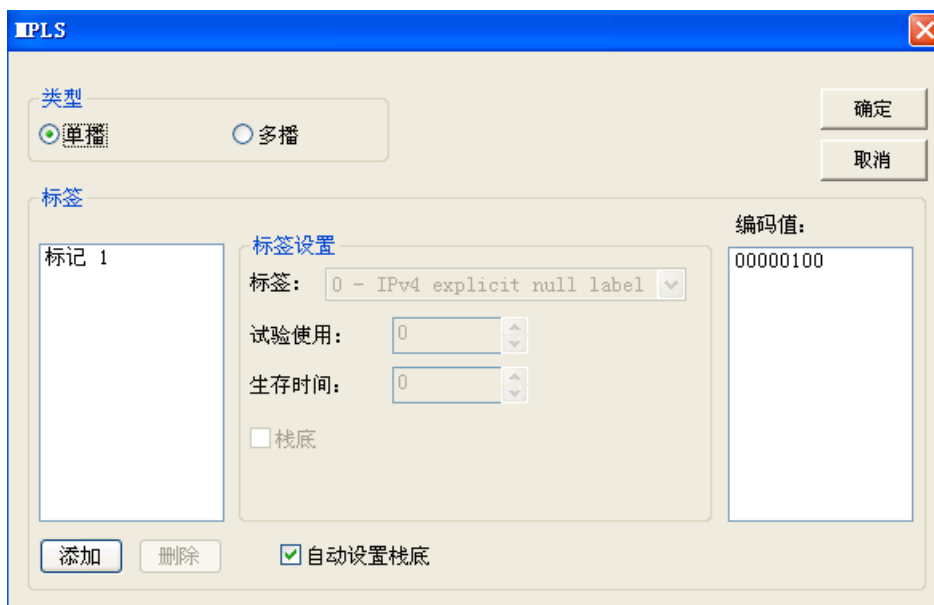 MPLS
类型
单播
多播
确定
取消
标签
标记 1
标签设置
标签： 0 - IPv4 explicit null label
试验使用： 0
生存时间： 0
栈底
编码值：
00000100
添加
删除
自动设置栈底